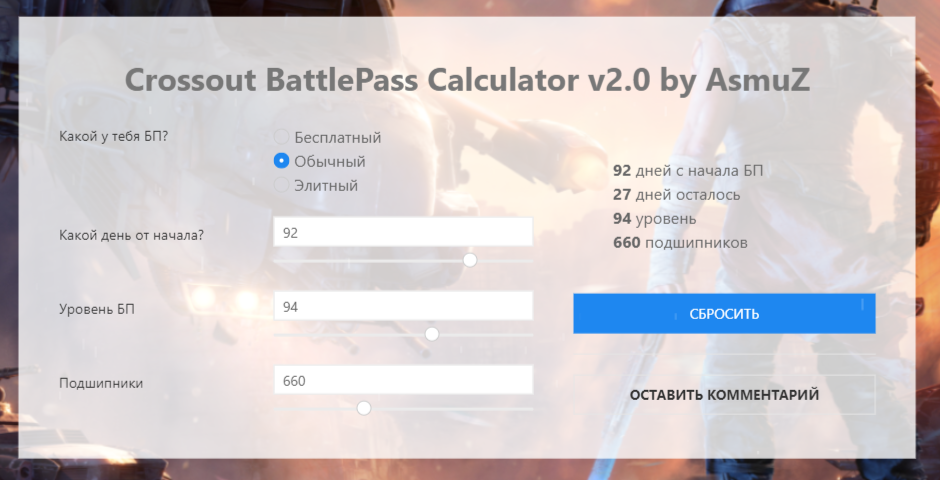 Crossout BattlePass Calculator v2.0 by AsmuZ
Какой у тебя БП?
Бесплатный
Обычный
Элитный
Какой день от начала?
92
Уровень БП
94
Подшипники
660
92 дней с начала БП
27 дней осталось
94 уровень
660 подшипников
СБРОСИТЬ
ОСТАВИТЬ КОММЕНТАРИЙ